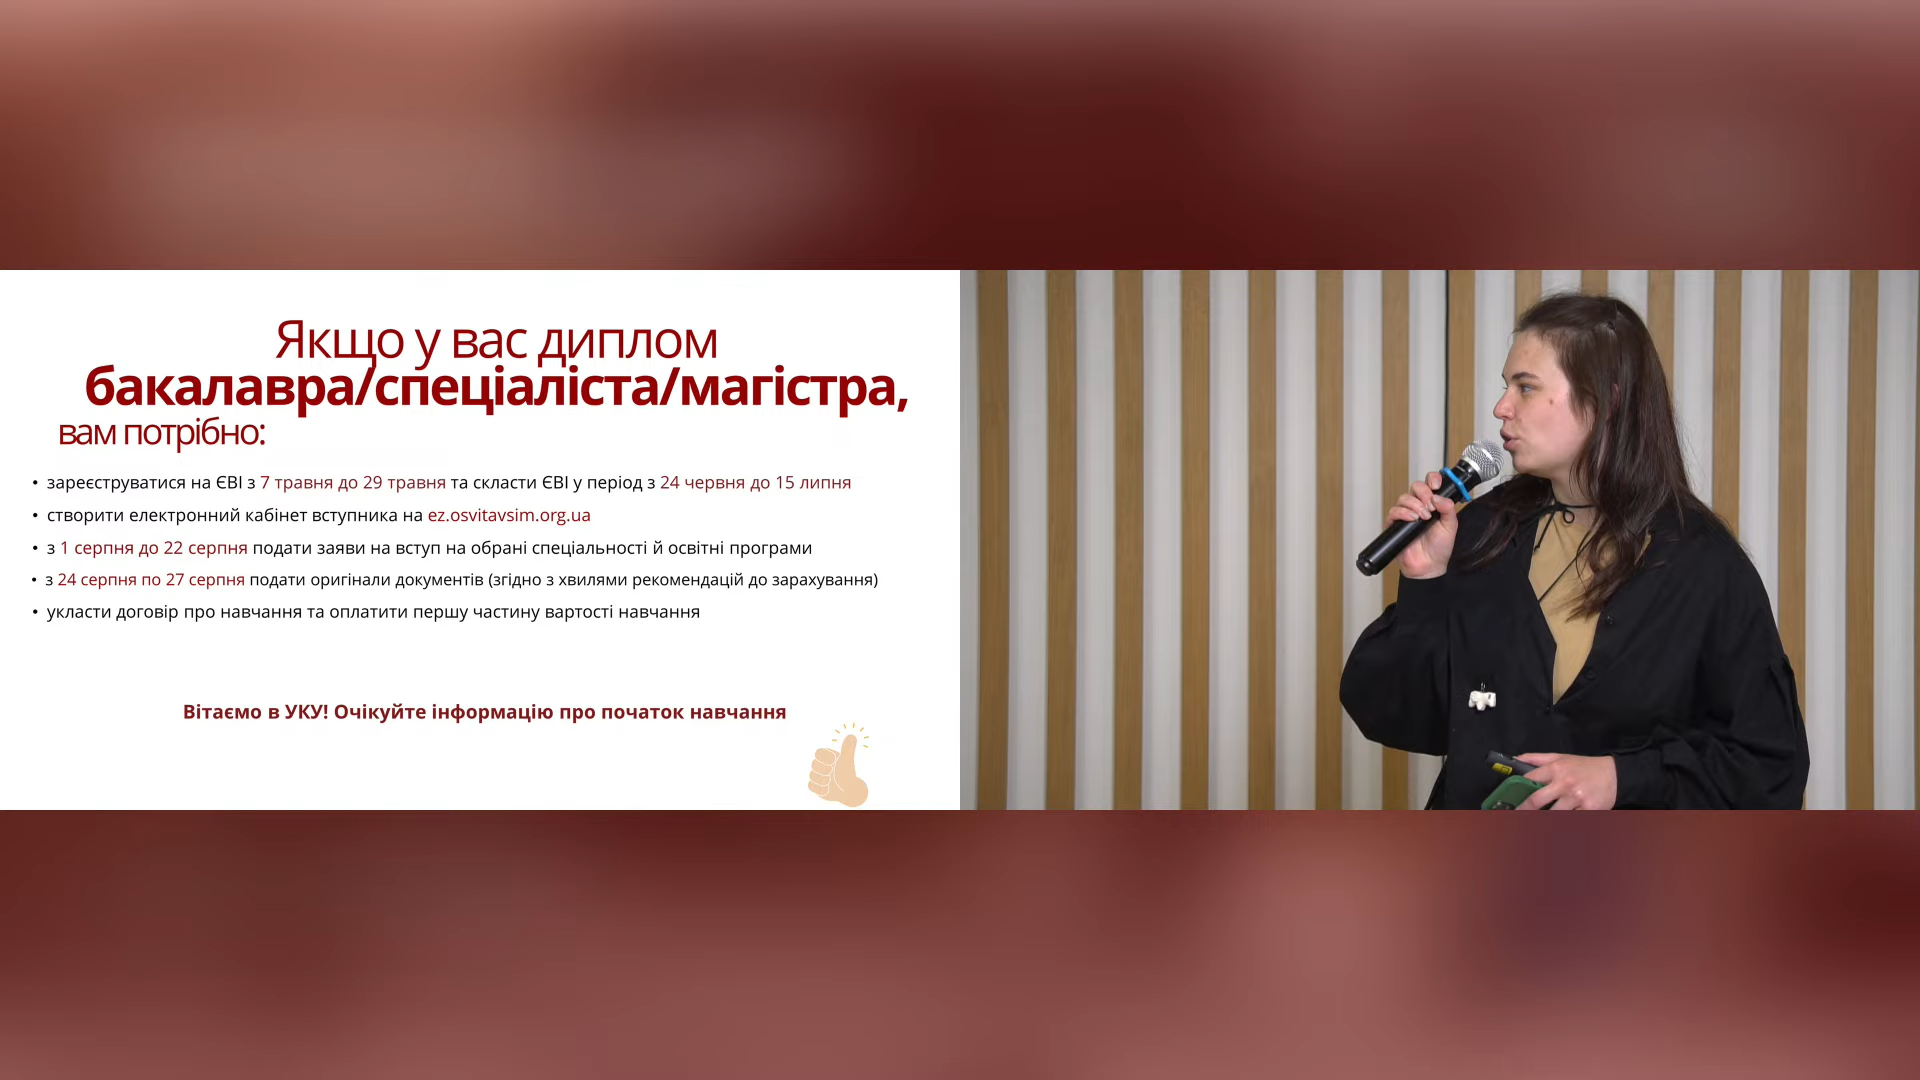 Якщо у вас диплом
бакалавра/спеціаліста/магістра,
вам потрібно:
• зареєструватися на ЄВІ з 7 травня до 29 травня та скласти ЄВІ у період з 24 червня до 15 липня
• створити електронний кабінет вступника на ez.osvitavsim.org.ua
• з 1 серпня до 22 серпня подати заяви на вступ на обрані спеціальності й освітні програми
• з 24 серпня по 27 серпня подати оригінали документів (згідно з хвилями рекомендацій до зарахування)
• укласти договір про навчання та оплатити першу частину вартості навчання
Вітаємо в УКУ! Очікуйте інформацію про початок навчання